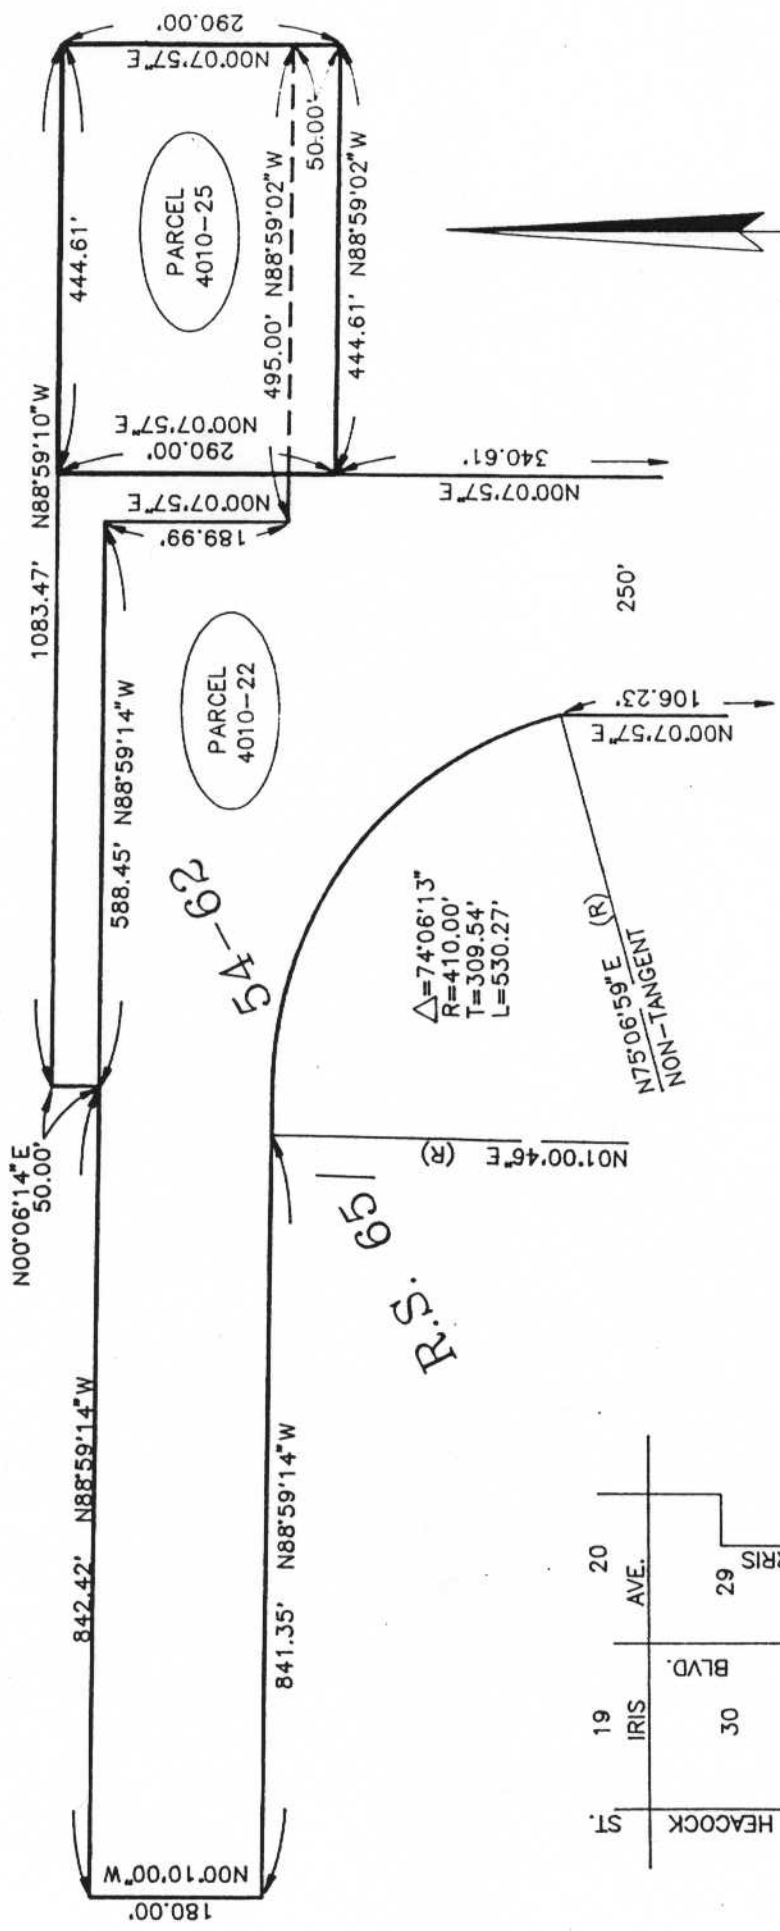 290.00'
N00°07'57"E
444.61'
PARCEL
4010-25
495.00' N88°59'02"W
50.00'
444.61' N88°59'02"W
1083.47' N88°59'10"W
N00°07'57"E
290.00'
N00°07'57"E
189.99'
340.61'
N00°07'57"E
588.45' N88°59'14"W
PARCEL
4010-22
250'
106.23'
N00°07'57"E
54-62
△=74°06'13"
R=410.00'
T=309.54'
L=530.27'
N75°06'59"E (R)
NON-TANGENT
N00°06'14"E
50.00'
N01°00'46"E (R)
R.S. 65/
842.42' N88°59'14"W
841.35' N88°59'14"W
N00°10'00"W
180.00'
19
20
IRIS AVE.
ST.
HEACOCK
30
BLVD.
29